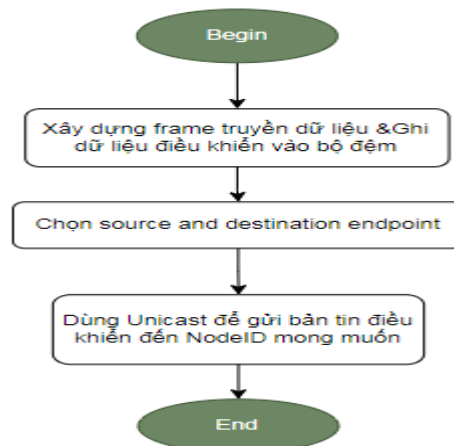 Begin
Xây dựng frame truyền dữ liệu &Ghi
dữ liệu điều khiển vào bộ đệm
Chọn source and destination endpoint
Dùng Unicast để gửi bản tin điều
khiển đến NodeID mong muốn
End